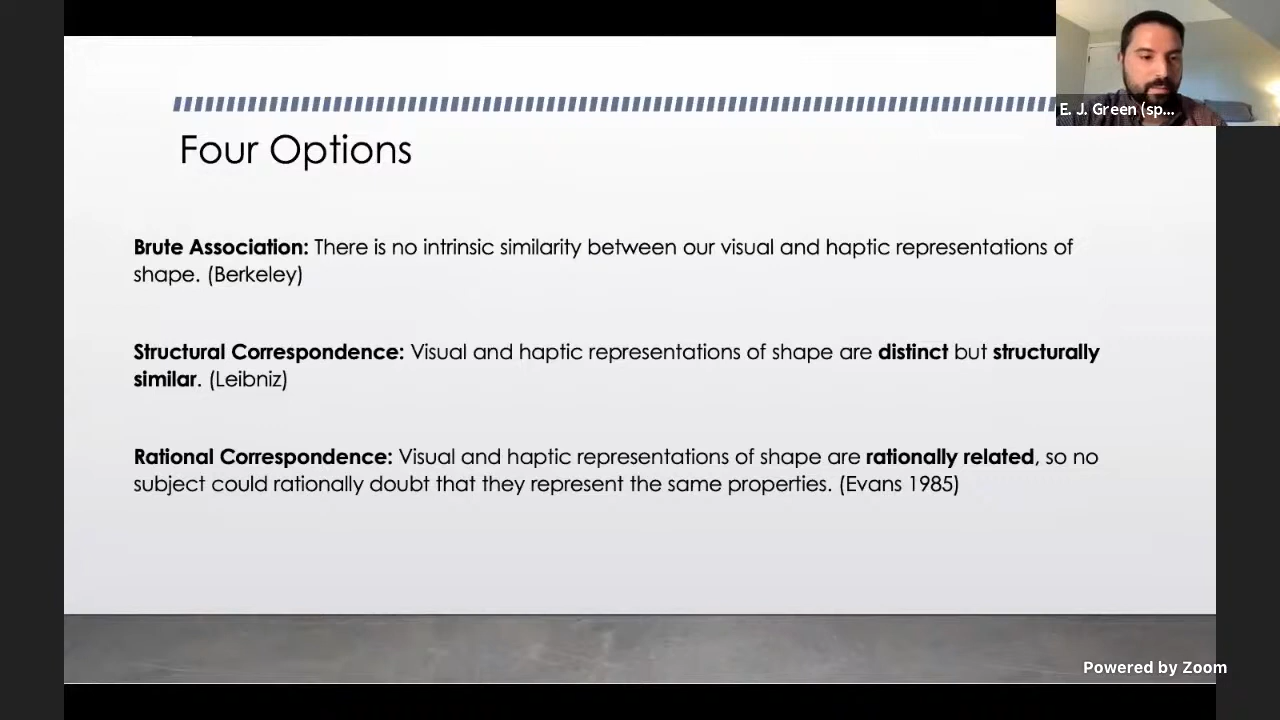 E. J. Green (sp...
Four Options
Brute Association: There is no intrinsic similarity between our visual and haptic representations of
shape. (Berkeley)
Structural Correspondence: Visual and haptic representations of shape are distinct but structurally
similar. (Leibniz)
Rational Correspondence: Visual and haptic representations of shape are rationally related, so no
subject could rationally doubt that they represent the same properties. (Evans 1985)
Powered by Zoom